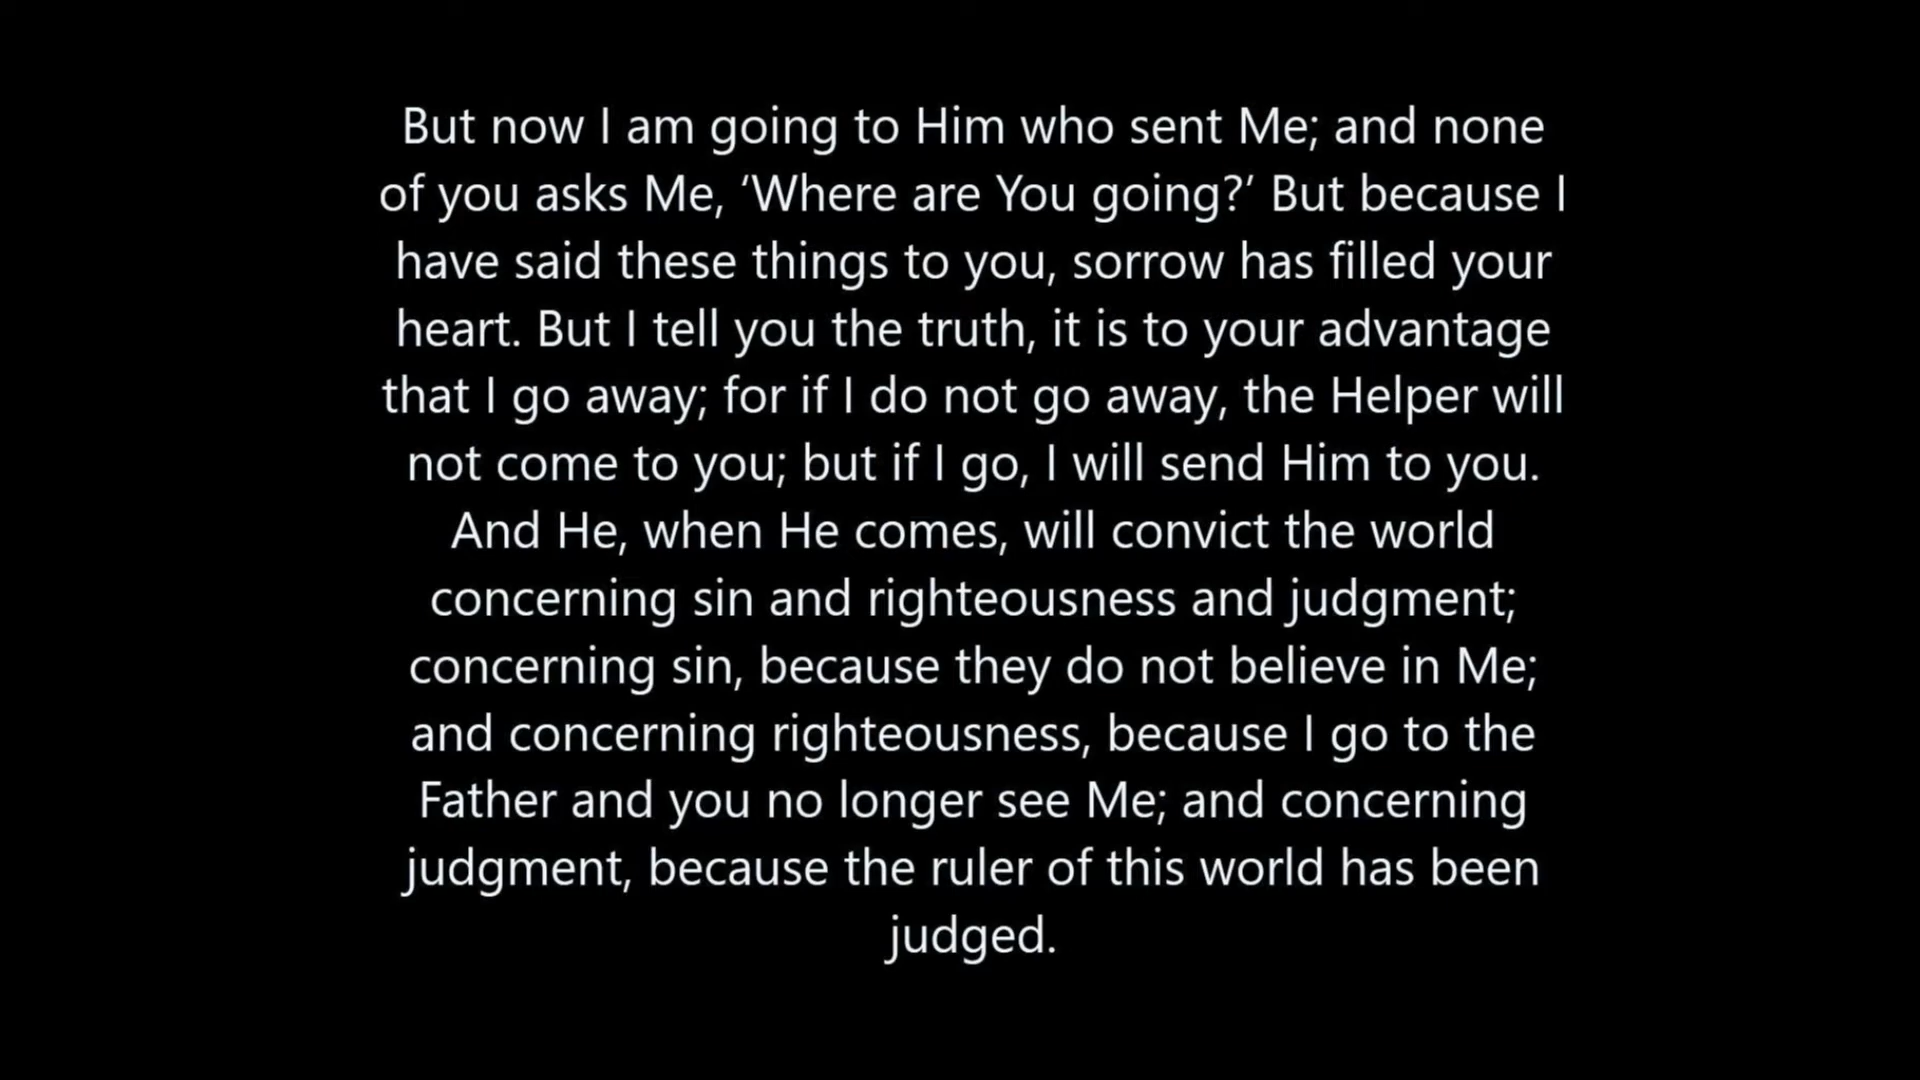 But now I am going to Him who sent Me; and none
of you asks Me, ‘Where are You going?’ But because I
have said these things to you, sorrow has filled your
heart. But I tell you the truth, it is to your advantage
that I go away; for if I do not go away, the Helper will
not come to you; but if I go, I will send Him to you.
And He, when He comes, will convict the world
concerning sin and righteousness and judgment;
concerning sin, because they do not believe in Me;
and concerning righteousness, because I go to the
Father and you no longer see Me; and concerning
judgment, because the ruler of this world has been
judged.